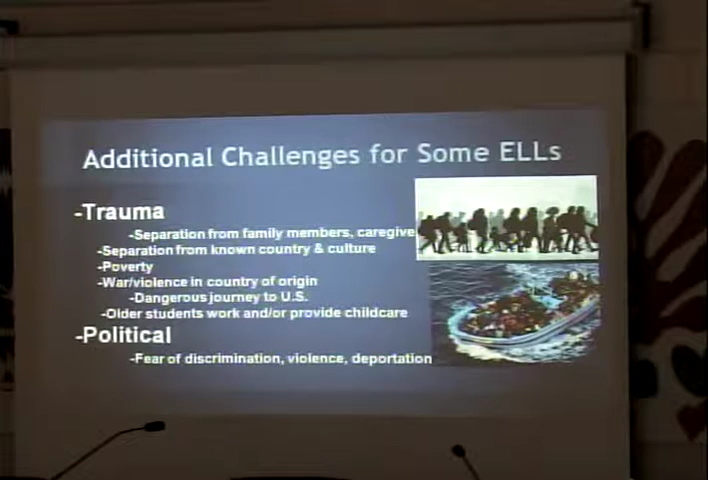 Additional Challenges for Some ELLs
-Trauma
-Separation from family members, caregive
-Separation from known country & culture
-Poverty
-War/violence in country of origin
-Dangerous journey to U.S.
-Older students work and/or provide childcare
-Political
-Fear of discrimination, violence, deportation